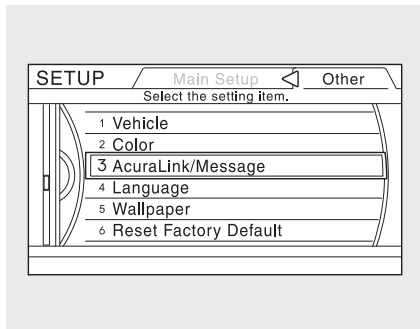 SETUP Main Setup Other
Select the setting item.
1 Vehicle
2 Color
3 AcuraLink/Message
4 Language
5 Wallpaper
6 Reset Factory Default